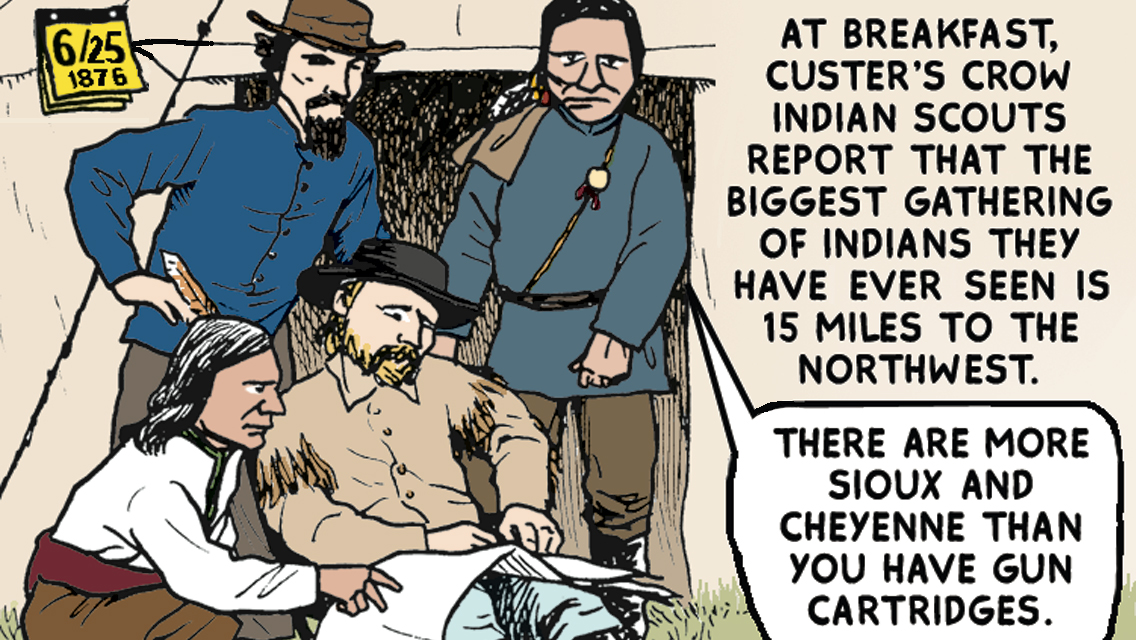 6/25
1876
AT BREAKFAST,
CUSTER'S CROW
INDIAN SCOUTS
REPORT THAT THE
BIGGEST GATHERING
OF INDIANS THEY
HAVE EVER SEEN IS
15 MILES TO THE
NORTHWEST.
THERE ARE MORE
SIOUX AND
CHEYENNE THAN
YOU HAVE GUN
CARTRIDGES.